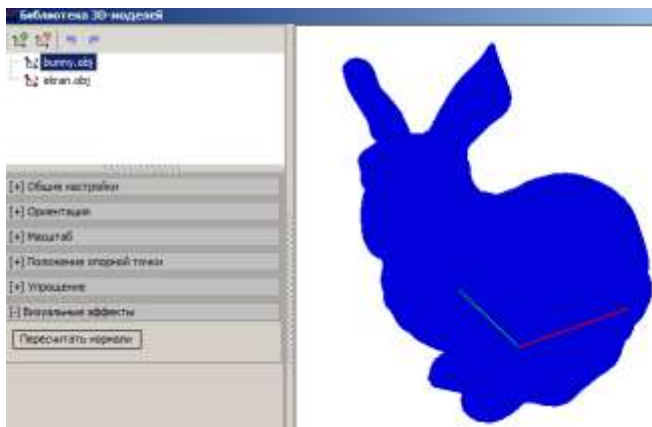 Библиотека 3D-моделей
bunny.obj
ekran.obj
[+] Общие настройки
[+] Ориентация
[+] Масштаб
[+] Положение опорной точки
[+] Упрощение
[-] Визуальные эффекты
Пересчитать нормали